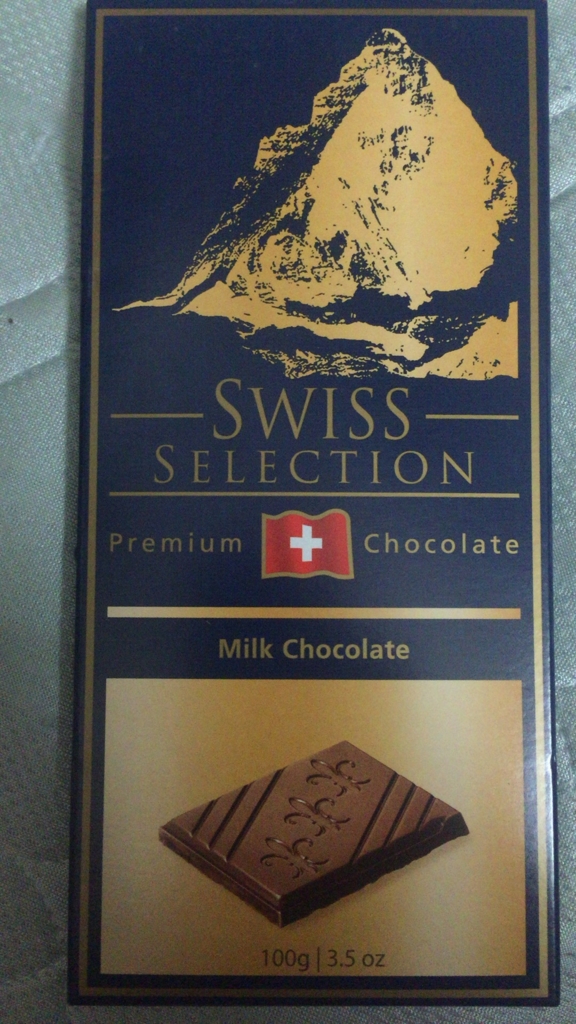 SWISS
SELECTION
Premium Chocolate
Milk Chocolate
100g | 3.5 oz